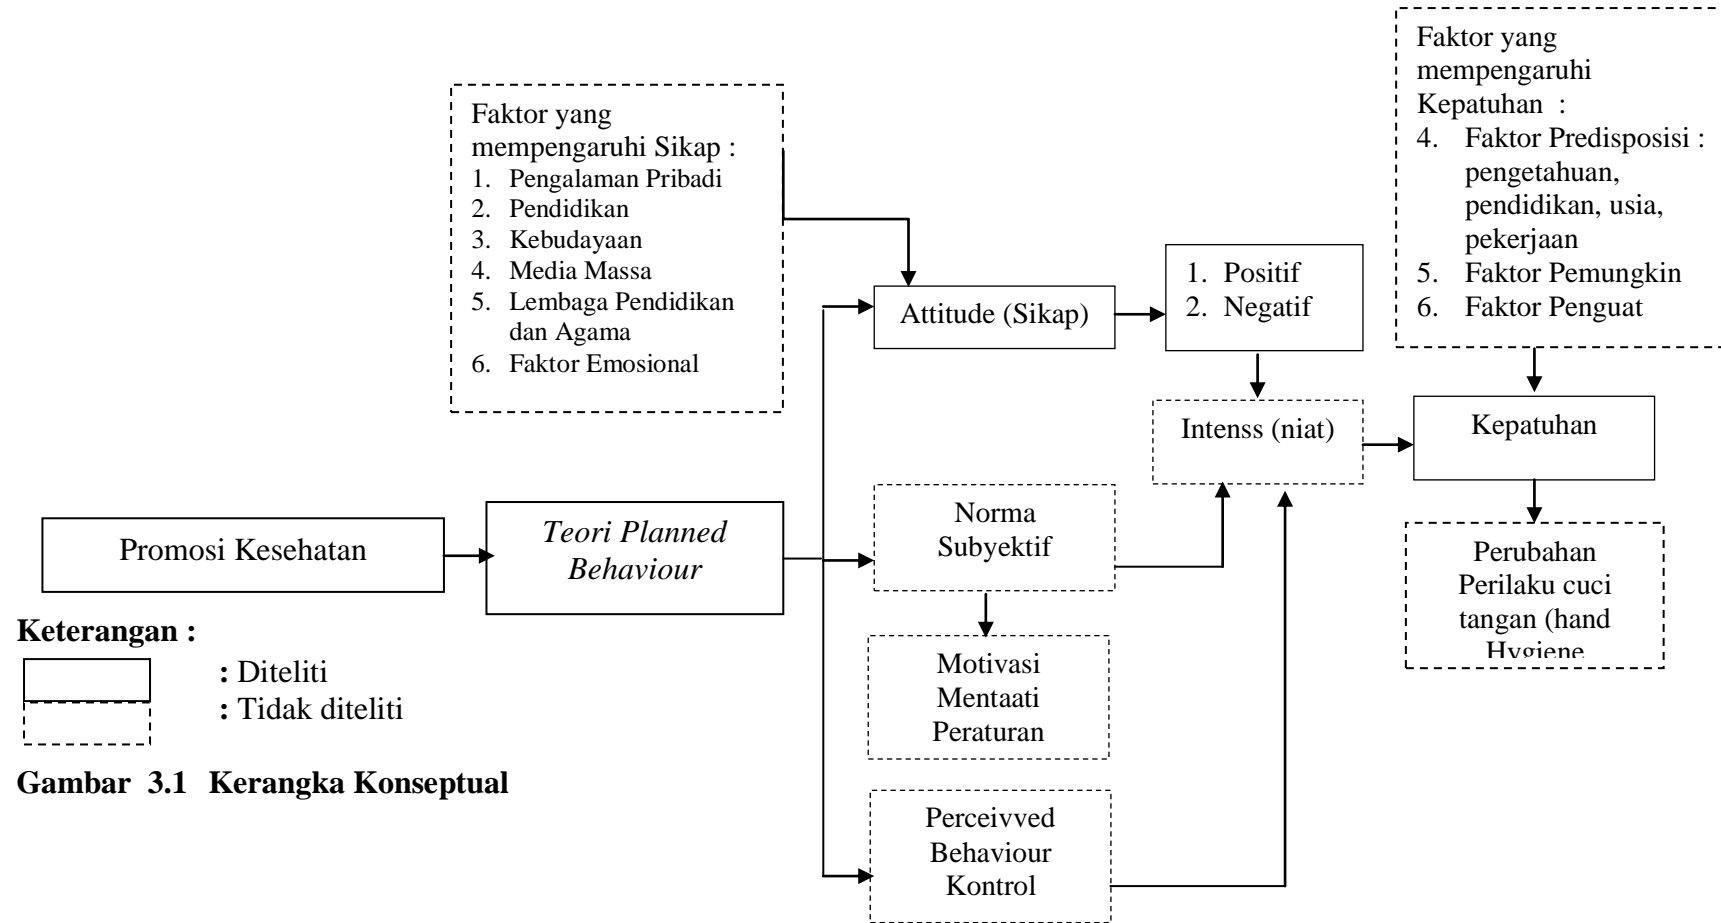 Faktor yang
mempengaruhi
Kepatuhan :
4. Faktor Predisposisi :
pengetahuan,
pendidikan, usia,
pekerjaan
5. Faktor Pemungkin
6. Faktor Penguat
Faktor yang
mempengaruhi Sikap :
1. Pengalaman Pribadi
2. Pendidikan
3. Kebudayaan
4. Media Massa
5. Lembaga Pendidikan
dan Agama
6. Faktor Emosional
Attitude (Sikap)
1. Positif
2. Negatif
Intenss (niat)
Kepatuhan
Promosi Kesehatan
Teori Planned
Behaviour
Norma
Subyektif
Perubahan
Perilaku cuci
tangan (hand
Hygiene
Motivasi
Mentaati
Peraturan
Perceivved
Behaviour
Kontrol
Keterangan :
: Diteliti
: Tidak diteliti
Gambar 3.1 Kerangka Konseptual